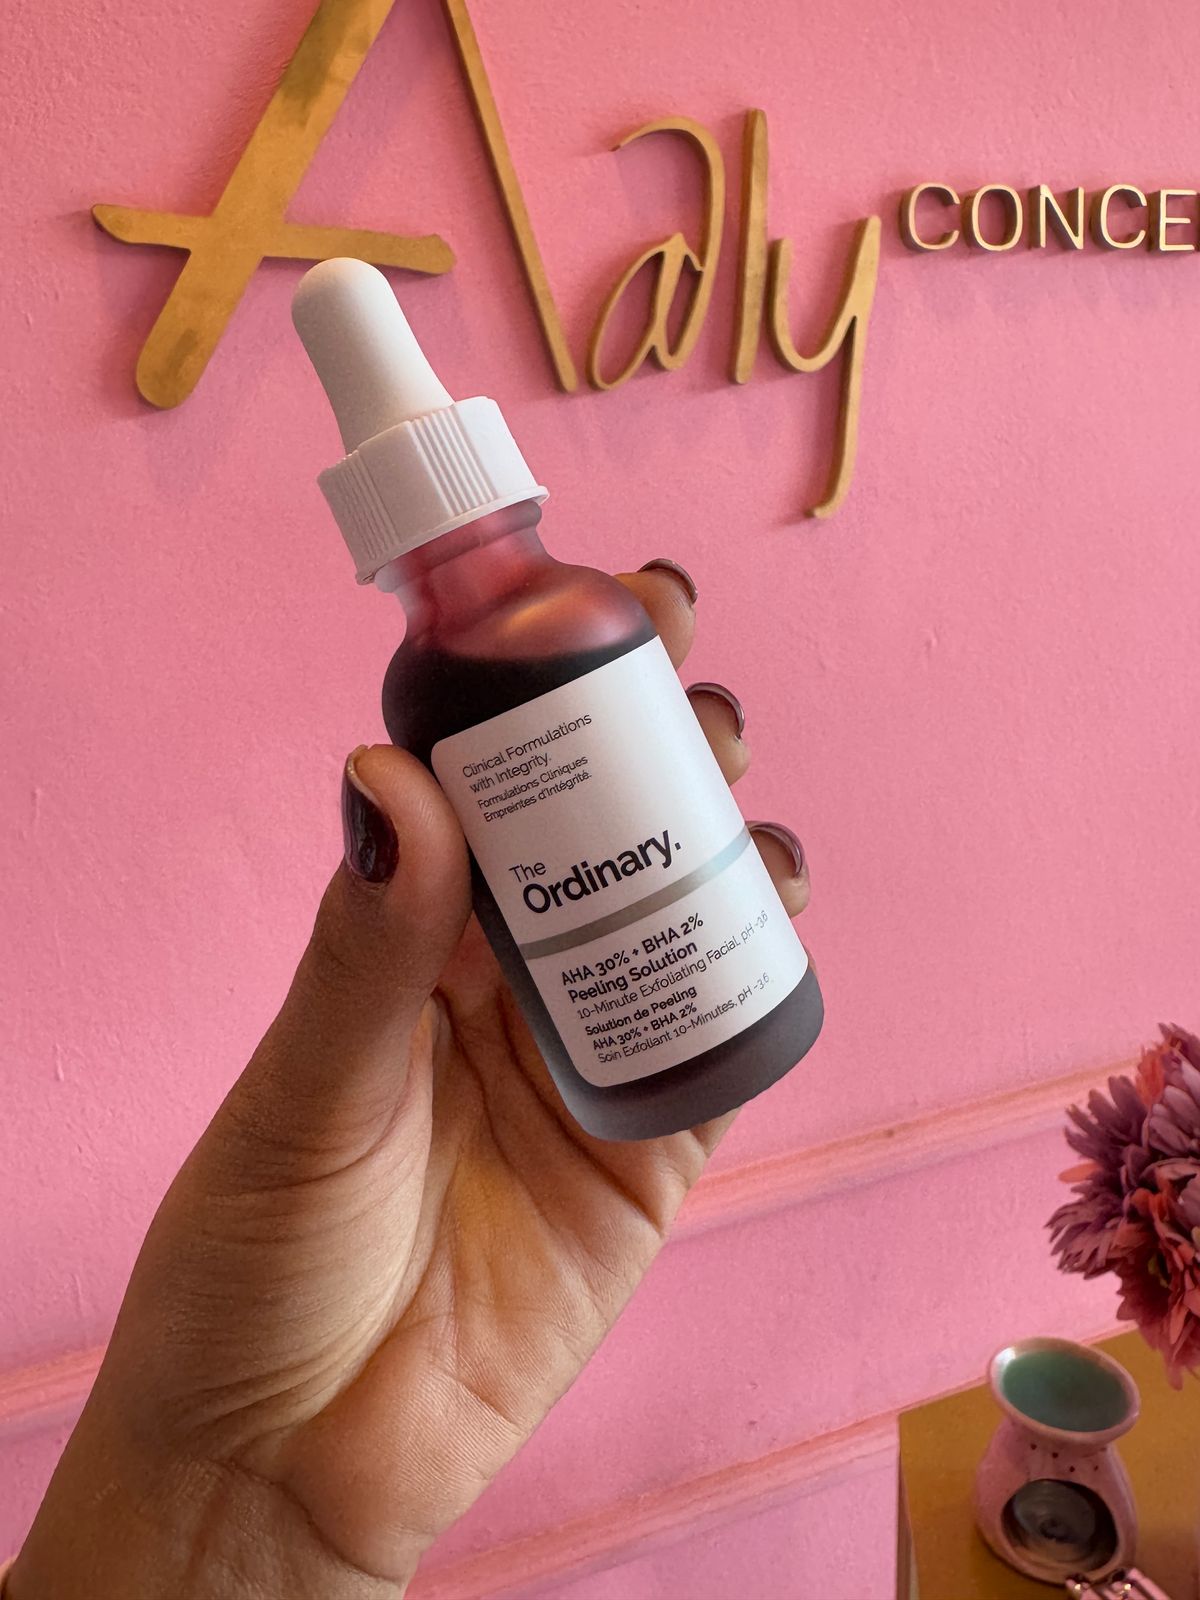 Aaly
CONCE
Clinical Formulations
with Integrity.
Formulations Cliniques
Empreintes d'Intégrité.
The
Ordinary.
AHA 30% + BHA 2%
Peeling Solution
10-Minute Exfoliating Facial, pH ~3.6
Solution de Peeling
AHA 30% + BHA 2%
Soin Exfoliant 10-Minutes, pH ~3.6